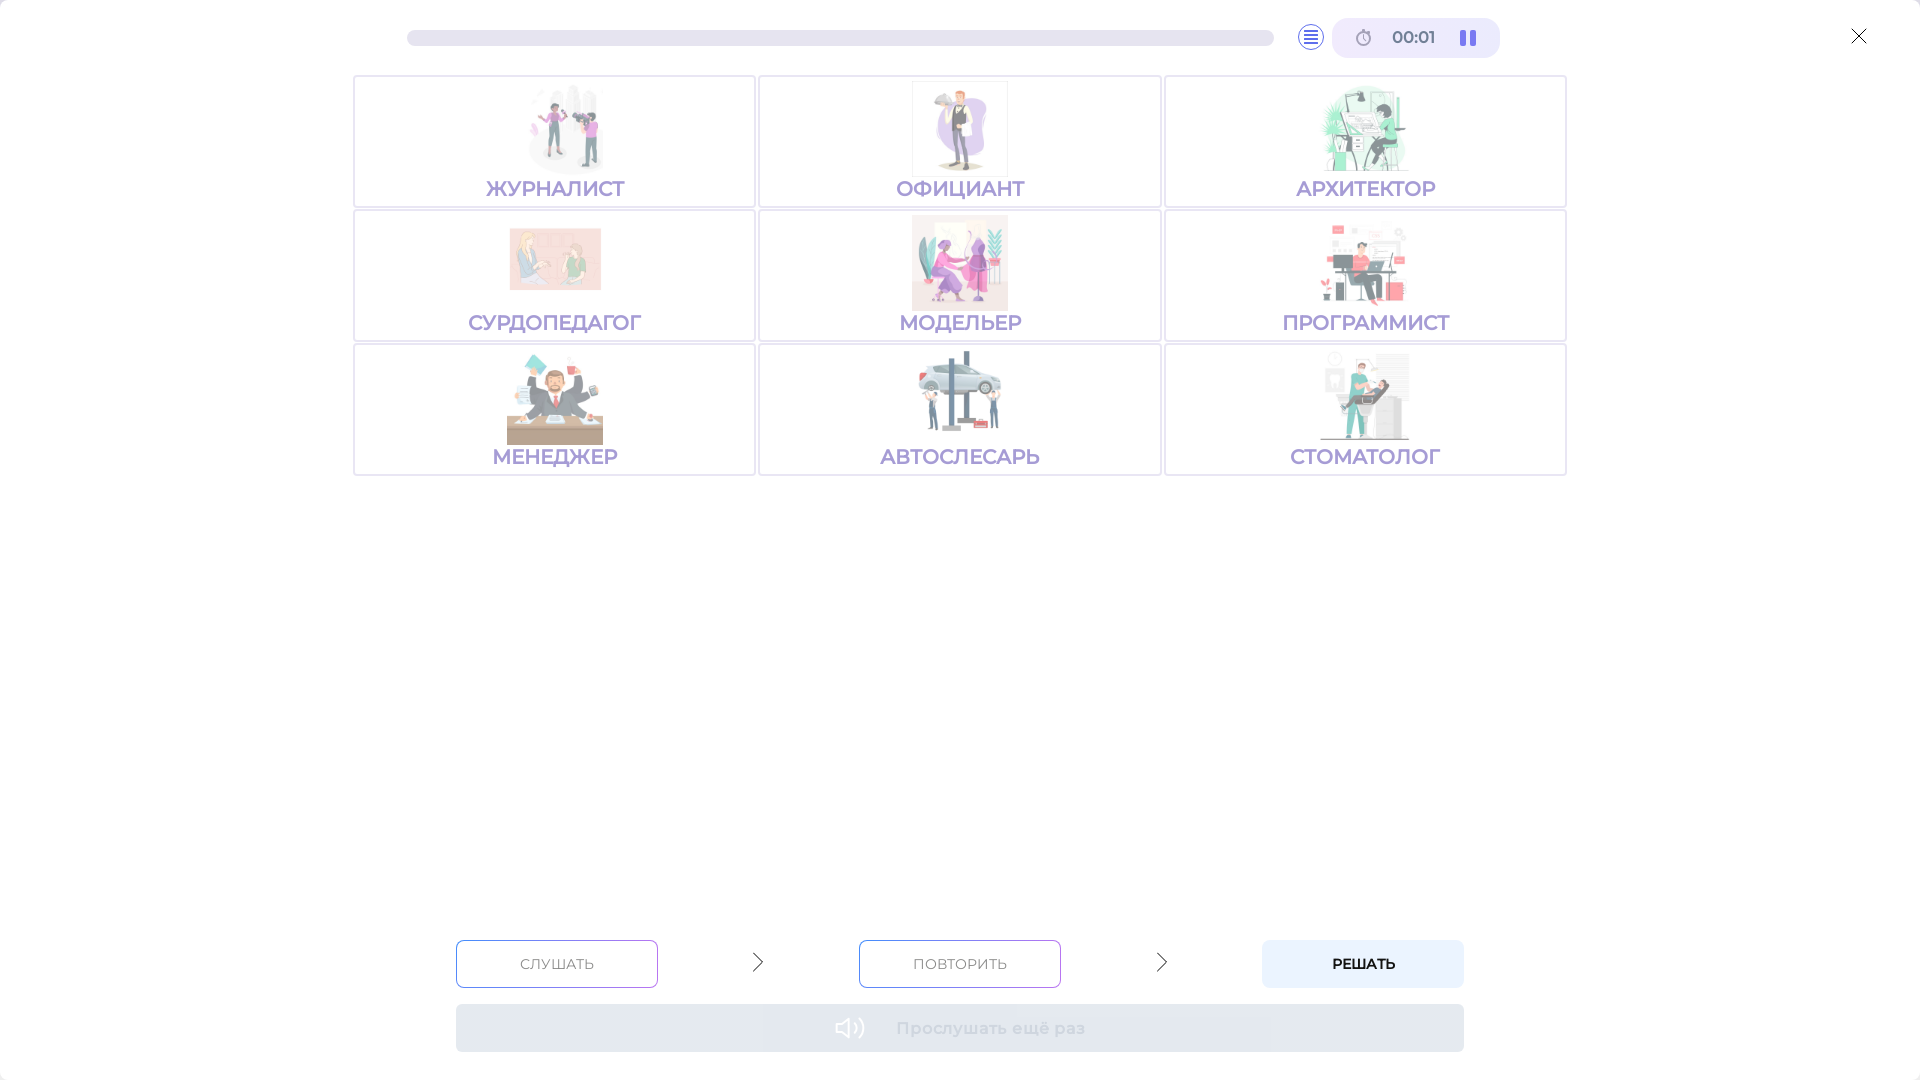 00:01
ЖУРНАЛИСТ
ОФИЦИАНТ
АРХИТЕКТОР
СУРДОПЕДАГОГ
МОДЕЛЬЕР
ПРОГРАММИСТ
МЕНЕДЖЕР
АВТОСЛЕСАРЬ
СТОМАТОЛОГ
СЛУШАТЬ
ПОВТОРИТЬ
РЕШАТЬ
Прослушать ещё раз